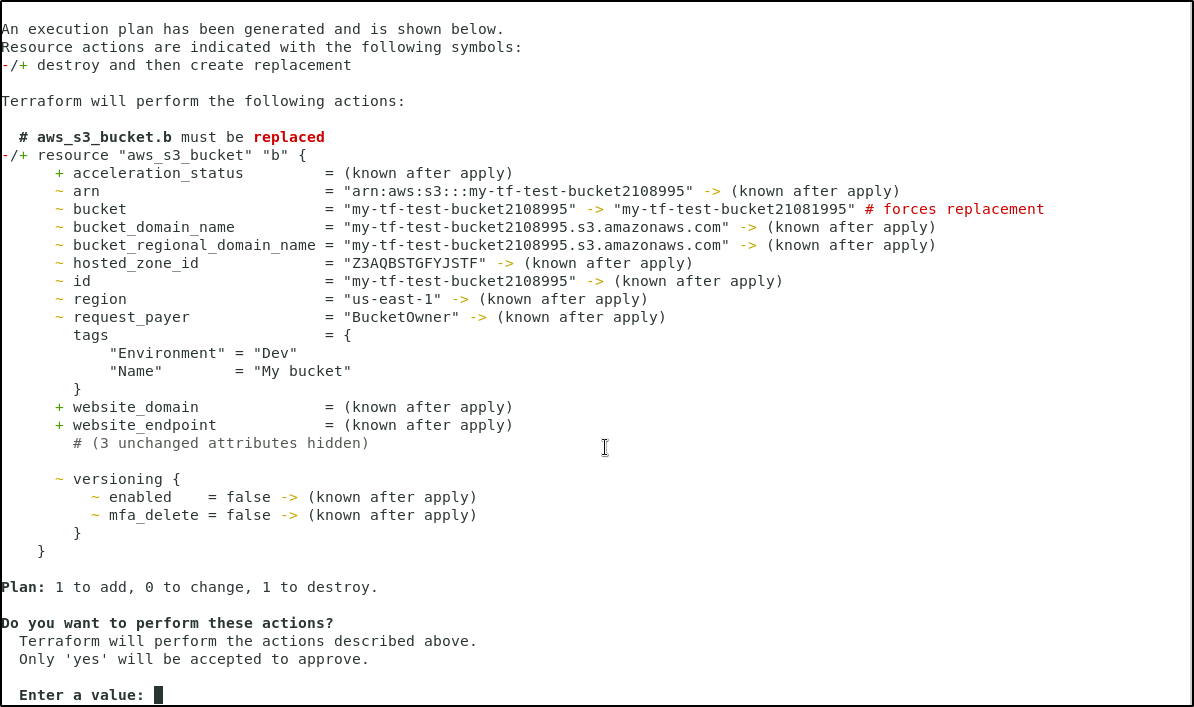 An execution plan has been generated and is shown below.
Resource actions are indicated with the following symbols:
-/+ destroy and then create replacement

Terraform will perform the following actions:

  # aws_s3_bucket.b must be replaced
-/+ resource "aws_s3_bucket" "b" {
      + acceleration_status         = (known after apply)
      ~ arn                         = "arn:aws:s3:::my-tf-test-bucket2108995" -> (known after apply)
      ~ bucket                      = "my-tf-test-bucket2108995" -> "my-tf-test-bucket21081995" # forces replacement
      ~ bucket_domain_name          = "my-tf-test-bucket2108995.s3.amazonaws.com" -> (known after apply)
      ~ bucket_regional_domain_name = "my-tf-test-bucket2108995.s3.amazonaws.com" -> (known after apply)
      ~ hosted_zone_id              = "Z3AQBSTGFYJSTF" -> (known after apply)
      ~ id                          = "my-tf-test-bucket2108995" -> (known after apply)
      ~ region                      = "us-east-1" -> (known after apply)
      ~ request_payer               = "BucketOwner" -> (known after apply)
        tags                        = {
            "Environment" = "Dev"
            "Name"        = "My bucket"
        }
      + website_domain              = (known after apply)
      + website_endpoint            = (known after apply)
        # (3 unchanged attributes hidden)

      ~ versioning {
          ~ enabled    = false -> (known after apply)
          ~ mfa_delete = false -> (known after apply)
        }
    }

Plan: 1 to add, 0 to change, 1 to destroy.

Do you want to perform these actions?
  Terraform will perform the actions described above.
  Only 'yes' will be accepted to approve.

  Enter a value: